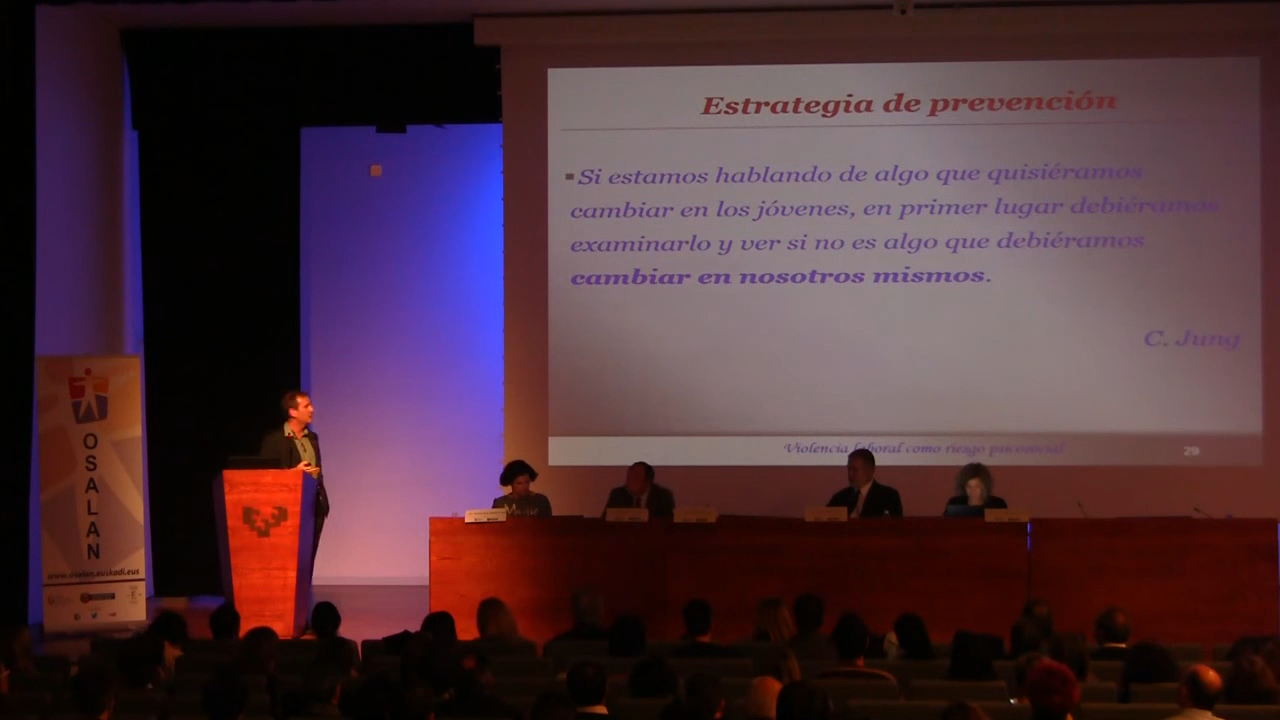 Estrategia de prevención
Si estamos hablando de algo que quisiéramos
cambiar en los jóvenes, en primer lugar debiéramos
examinarlo y ver si no es algo que debiéramos
cambiar en nosotros mismos.
C. Jung
Violencia laboral como riesgo psicosocial
29
OSALAN
www.osalan.euskadi.eus